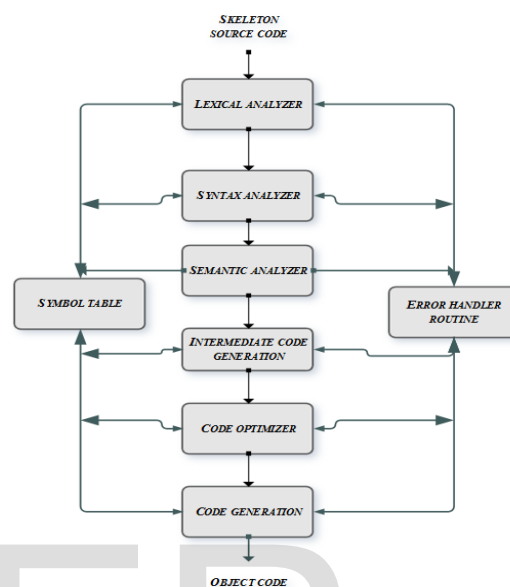 SKELETON
SOURCE CODE
LEXICAL ANALYZER
SYNTAX ANALYZER
SEMANTIC ANALYZER
SYMBOL TABLE
ERROR HANDLER
ROUTINE
INTERMEDIATE CODE
GENERATION
CODE OPTIMIZER
CODE GENERATION
OBJECT CODE